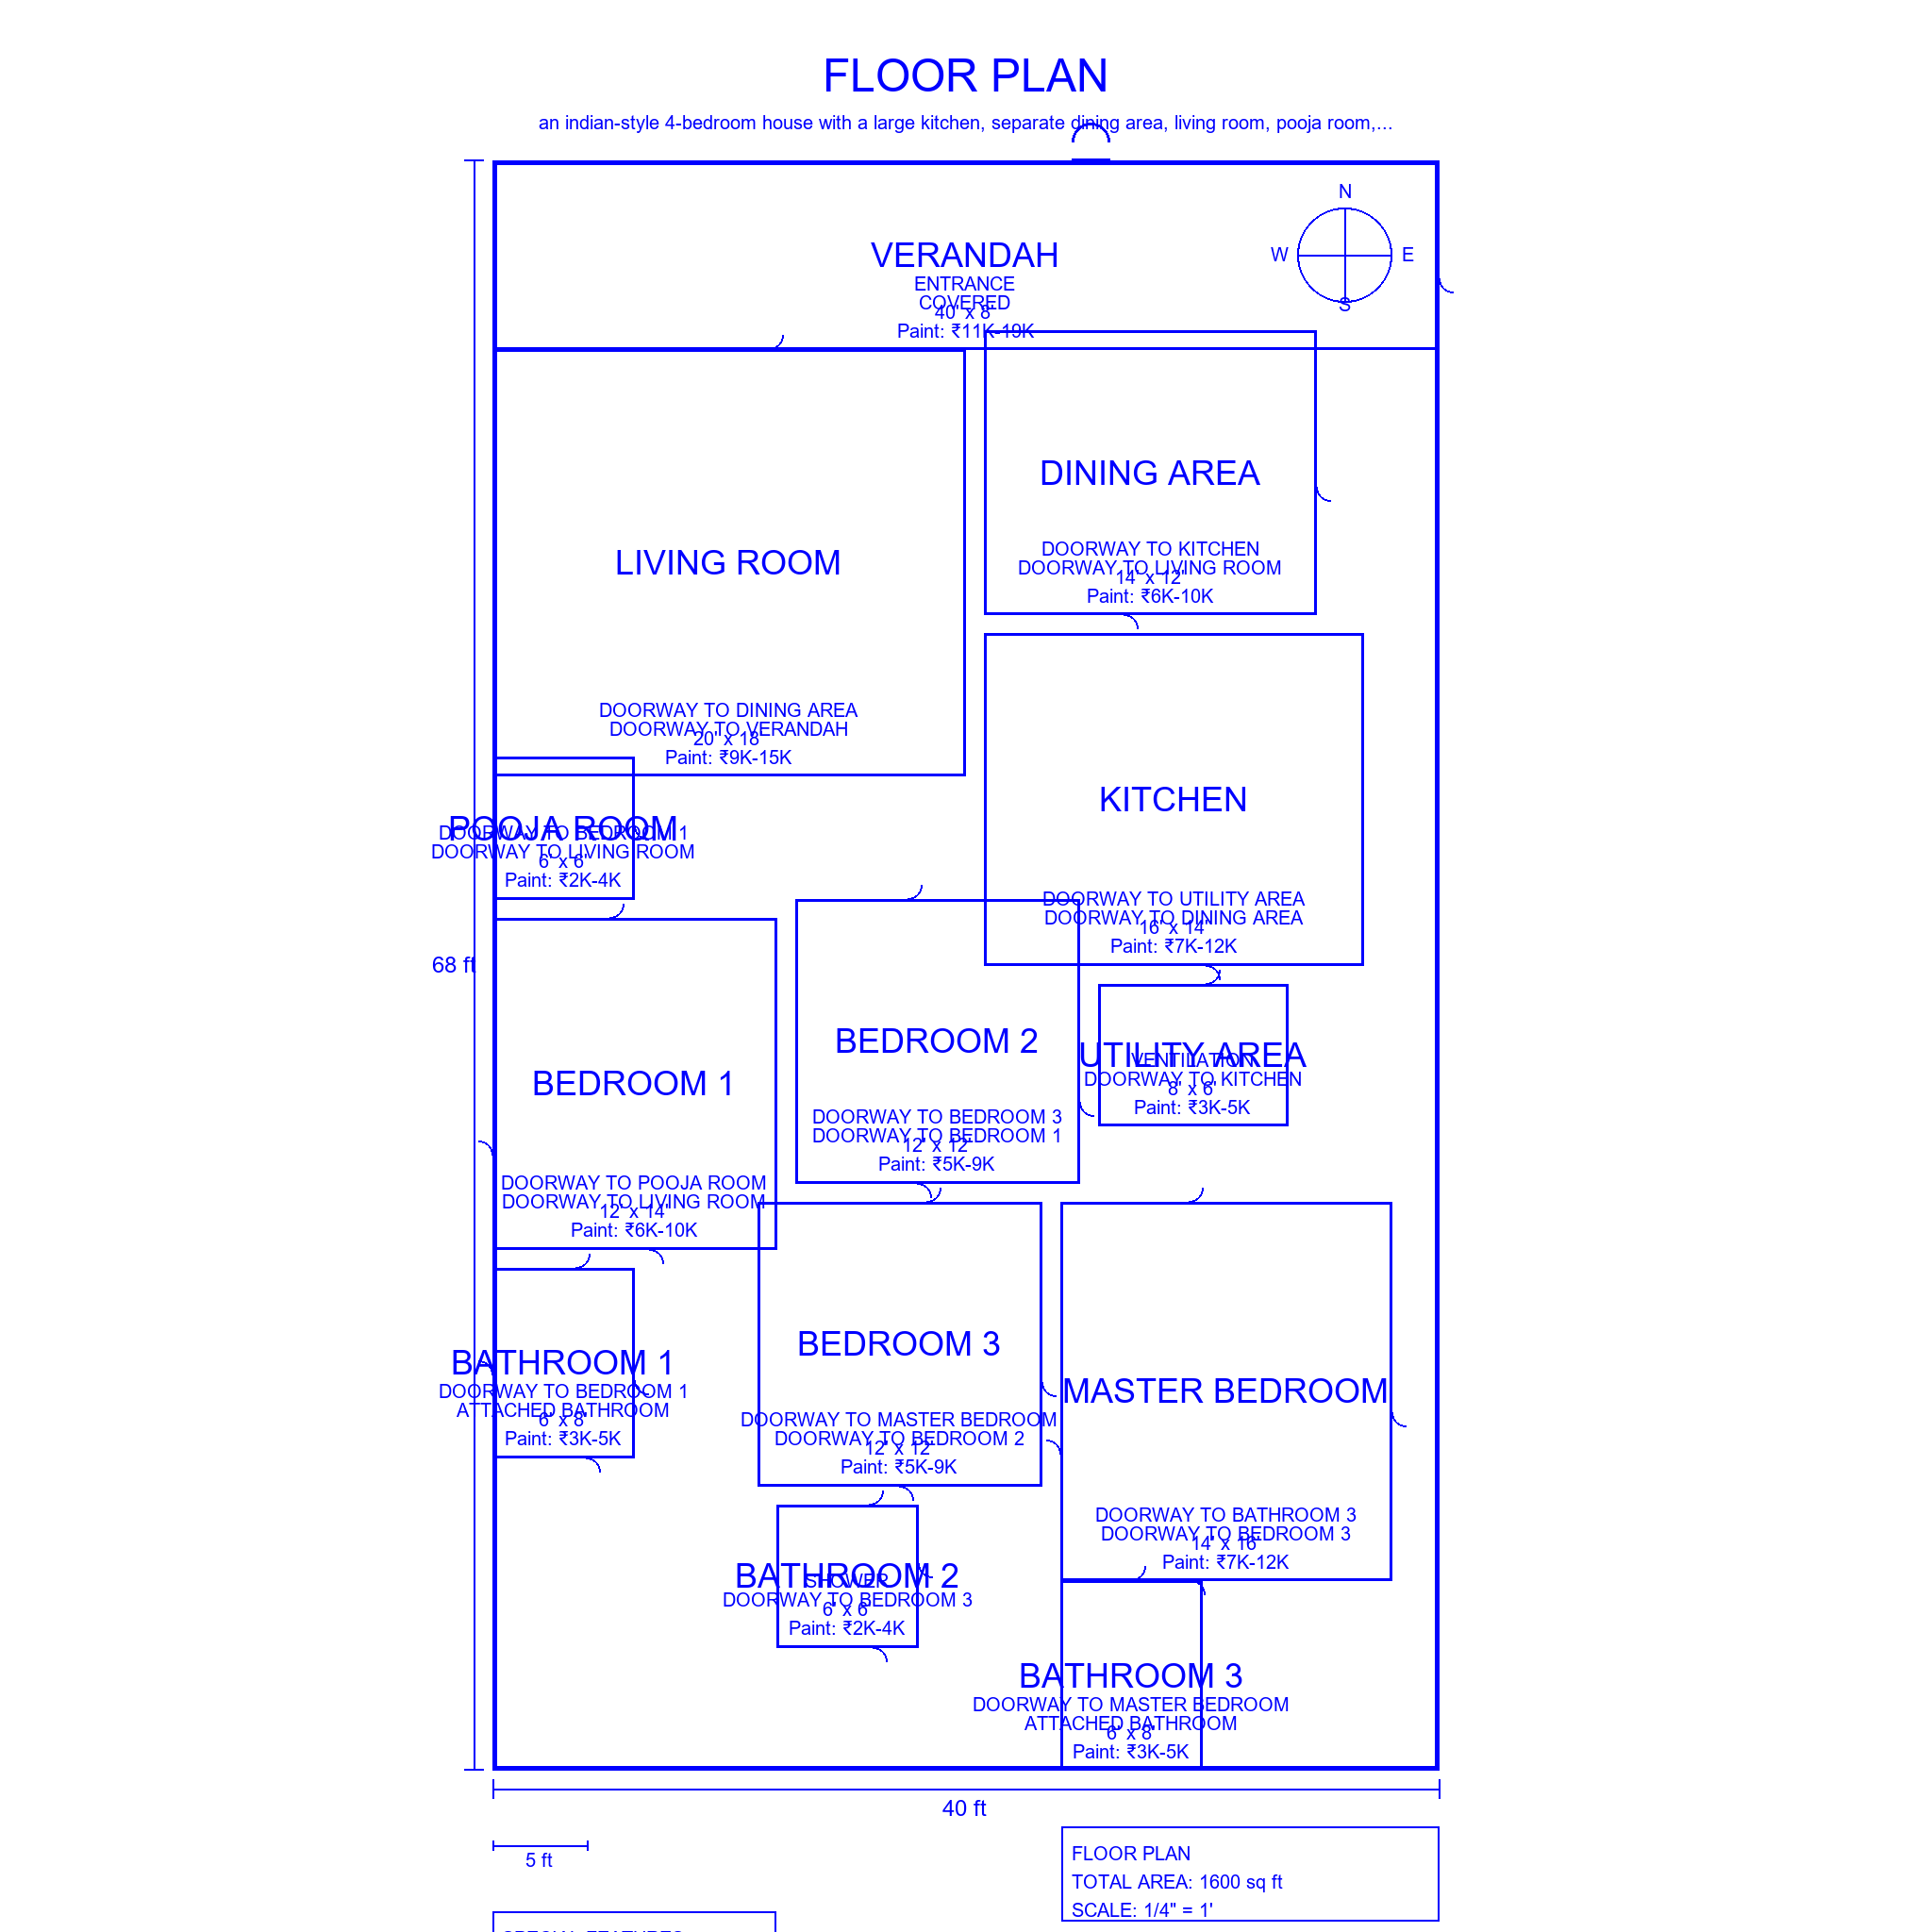 FLOOR PLAN
an indian-style 4-bedroom house with a large kitchen, separate dining area, living room, pooja room,...
N
W
E
S
VERANDAH
ENTRANCE
COVERED
40' x 8'
Paint: ₹11K-19K
DINING AREA
DOORWAY TO KITCHEN
DOORWAY TO LIVING ROOM
14' x 12'
Paint: ₹6K-10K
LIVING ROOM
DOORWAY TO DINING AREA
DOORWAY TO VERANDAH
20' x 18'
Paint: ₹9K-15K
KITCHEN
DOORWAY TO UTILITY AREA
DOORWAY TO DINING AREA
16' x 14'
Paint: ₹7K-12K
POOJA ROOM
DOORWAY TO BEDROOM 1
DOORWAY TO LIVING ROOM
6' x 6'
Paint: ₹2K-4K
68 ft
BEDROOM 2
DOORWAY TO BEDROOM 3
DOORWAY TO BEDROOM 1
12' x 12'
Paint: ₹5K-9K
UTILITY AREA
VENTILATION
DOORWAY TO KITCHEN
8' x 6'
Paint: ₹3K-5K
BEDROOM 1
DOORWAY TO POOJA ROOM
DOORWAY TO LIVING ROOM
12' x 14'
Paint: ₹6K-10K
BEDROOM 3
DOORWAY TO MASTER BEDROOM
DOORWAY TO BEDROOM 2
12' x 12'
Paint: ₹5K-9K
BATHROOM 1
DOORWAY TO BEDROOM 1
ATTACHED BATHROOM
6' x 8'
Paint: ₹3K-5K
MASTER BEDROOM
DOORWAY TO BATHROOM 3
DOORWAY TO BEDROOM 3
14' x 16'
Paint: ₹7K-12K
BATHROOM 2
SHOWER
DOORWAY TO BEDROOM 3
6' x 6'
Paint: ₹2K-4K
BATHROOM 3
DOORWAY TO MASTER BEDROOM
ATTACHED BATHROOM
6' x 8'
Paint: ₹3K-5K
40 ft
5 ft
FLOOR PLAN
TOTAL AREA: 1600 sq ft
SCALE: 1/4" = 1'